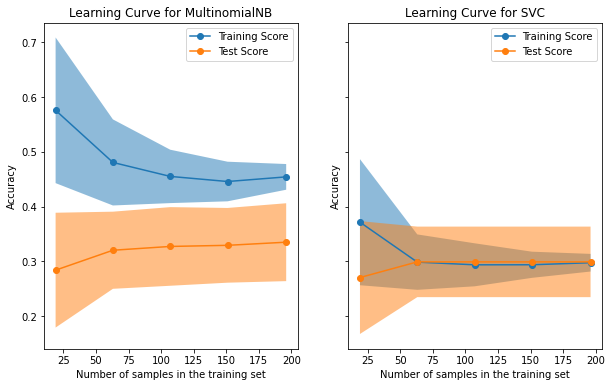 Learning Curve for MultinomialNB
Training Score
Test Score
0.7
0.6
0.5
0.4
0.3
0.2
Accuracy
25
50
75
100
125
150
175
200
Number of samples in the training set
Learning Curve for SVC
Training Score
Test Score
Accuracy
25
50
75
100
125
150
175
200
Number of samples in the training set